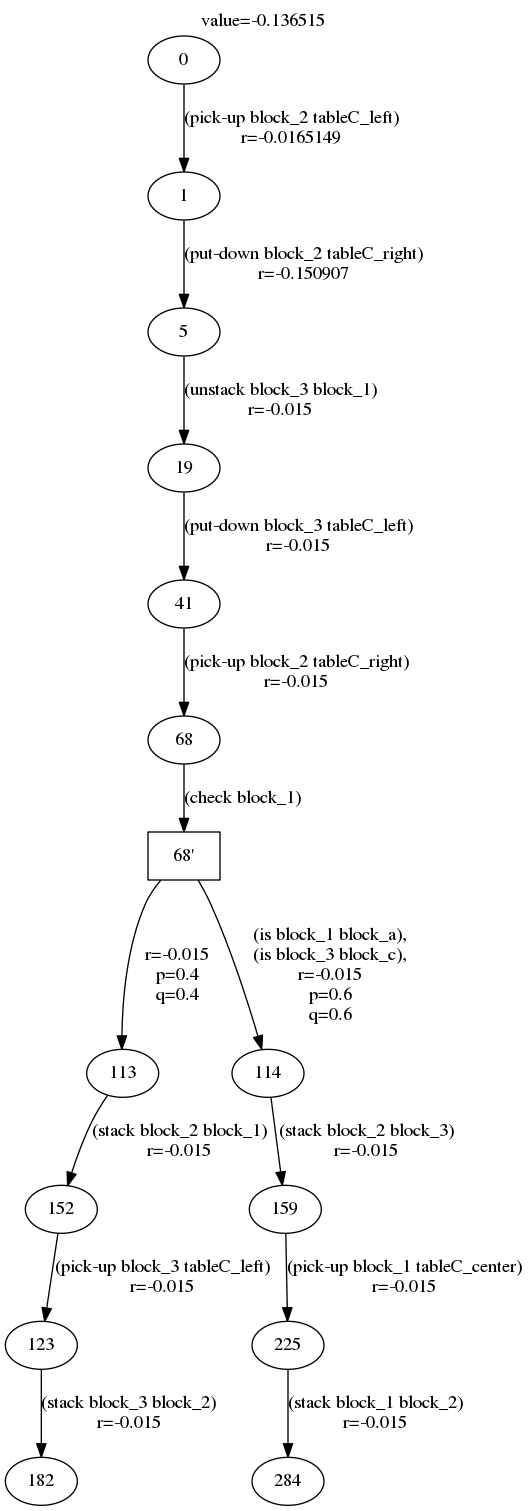 value=-0.136515
0
(pick-up block_2 tableC_left)
r=-0.0165149
1
(put-down block_2 tableC_right)
r=-0.150907
5
(unstack block_3 block_1)
r=-0.015
19
(put-down block_3 tableC_left)
r=-0.015
41
(pick-up block_2 tableC_right)
r=-0.015
68
(check block_1)
68'
r=-0.015
p=0.4
q=0.4
(is block_1 block_a),
(is block_3 block_c),
r=-0.015
p=0.6
q=0.6
113
114
(stack block_2 block_1)
r=-0.015
(stack block_2 block_3)
r=-0.015
152
159
(pick-up block_3 tableC_left)
r=-0.015
(pick-up block_1 tableC_center)
r=-0.015
123
225
(stack block_3 block_2)
r=-0.015
(stack block_1 block_2)
r=-0.015
182
284